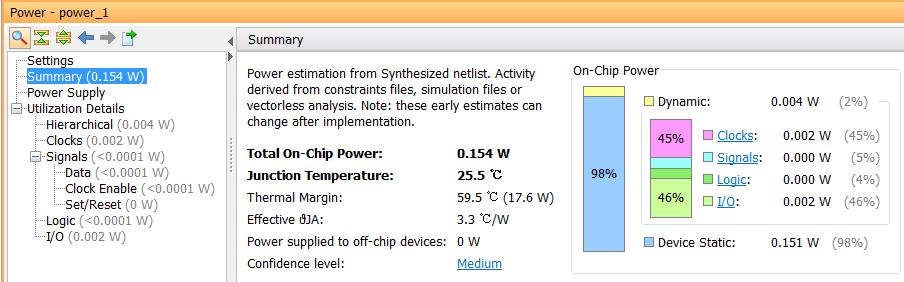 Power - power_1
Settings
Summary (0.154 W)
Power Supply
Utilization Details
Hierarchical (0.004 W)
Clocks (0.002 W)
Signals (<0.0001 W)
Data (<0.0001 W)
Clock Enable (<0.0001 W)
Set/Reset (0 W)
Logic (<0.0001 W)
I/O (0.002 W)
Summary
Power estimation from Synthesized netlist. Activity
derived from constraints files, simulation files or
vectorless analysis. Note: these early estimates can
change after implementation.
Total On-Chip Power: 0.154 W
Junction Temperature: 25.5 ℃
Thermal Margin: 59.5 ℃ (17.6 W)
Effective ϑJA: 3.3 ℃/W
Power supplied to off-chip devices: 0 W
Confidence level: Medium
On-Chip Power
98%
Dynamic: 0.004 W (2%)
45%
46%
Clocks: 0.002 W (45%)
Signals: 0.000 W (5%)
Logic: 0.000 W (4%)
I/O: 0.002 W (46%)
Device Static: 0.151 W (98%)